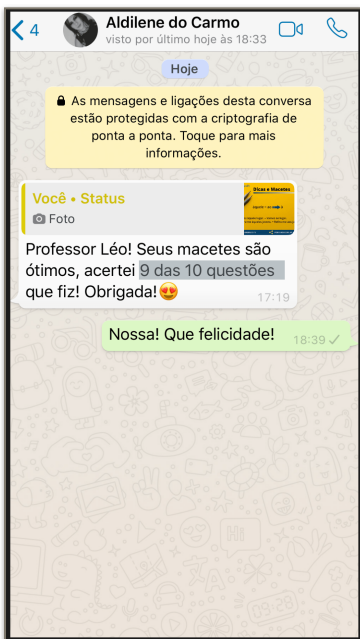 4
Aldilene do Carmo
visto por último hoje às 18:33
Hoje
As mensagens e ligações desta conversa
estão protegidas com a criptografia de
ponta a ponta. Toque para mais
informações.
Você • Status
Foto
Dicas e Macetes
Professor Léo! Seus macetes são
ótimos, acertei 9 das 10 questões
que fiz! Obrigada!😍
17:19
Nossa! Que felicidade!
18:39